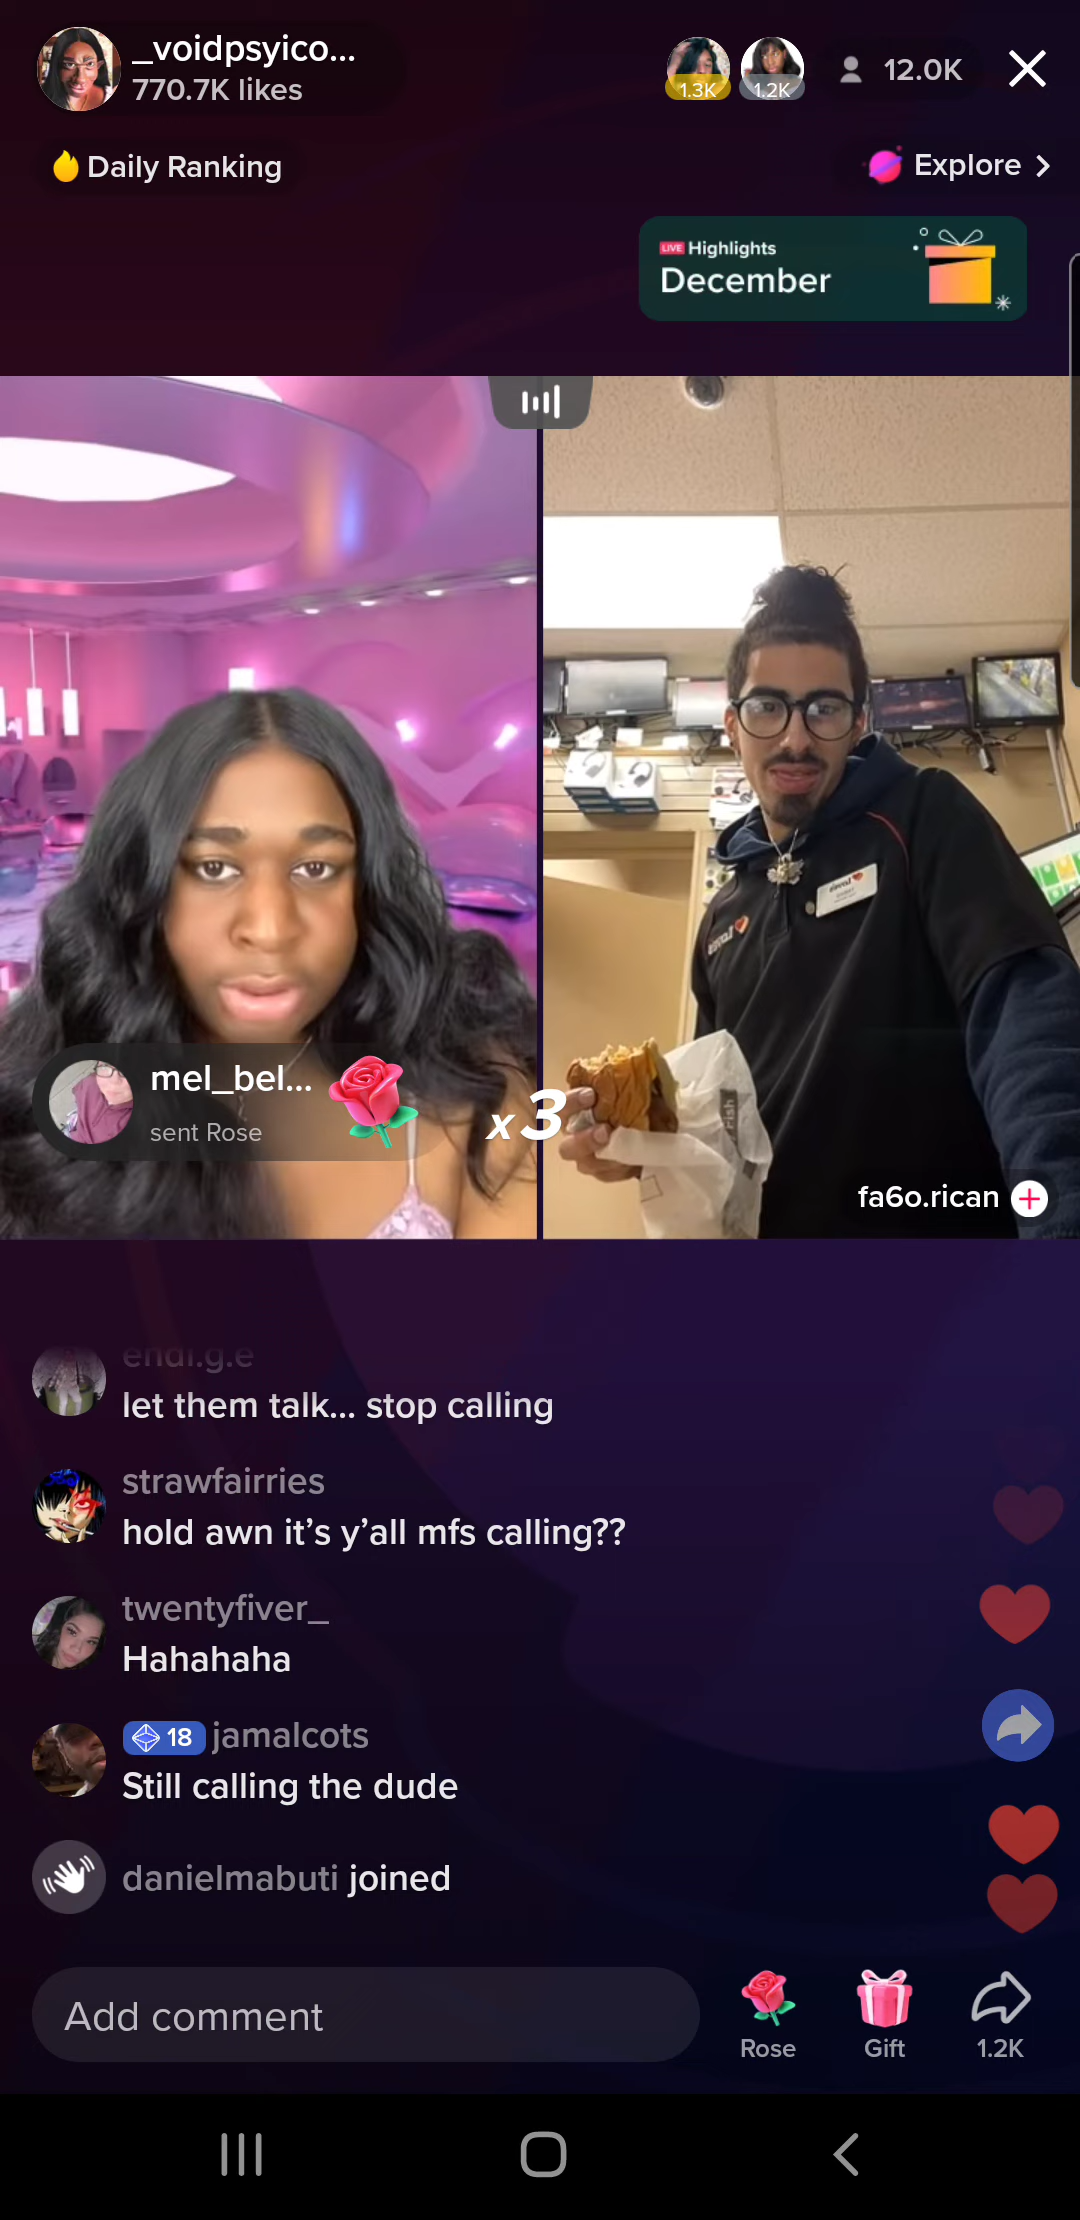 _voidpsyico...
770.7K likes
1.3K
1.2K
12.0K
Daily Ranking
Explore
LIVE Highlights
December
mel_bel...
sent Rose
x3
Fish
fa6o.rican
endi.g.e
let them talk... stop calling
strawfairries
hold awn it’s y’all mfs calling??
twentyfiver_
Hahahaha
18 jamalcots
Still calling the dude
danielmabuti joined
Add comment
Rose
Gift
1.2K